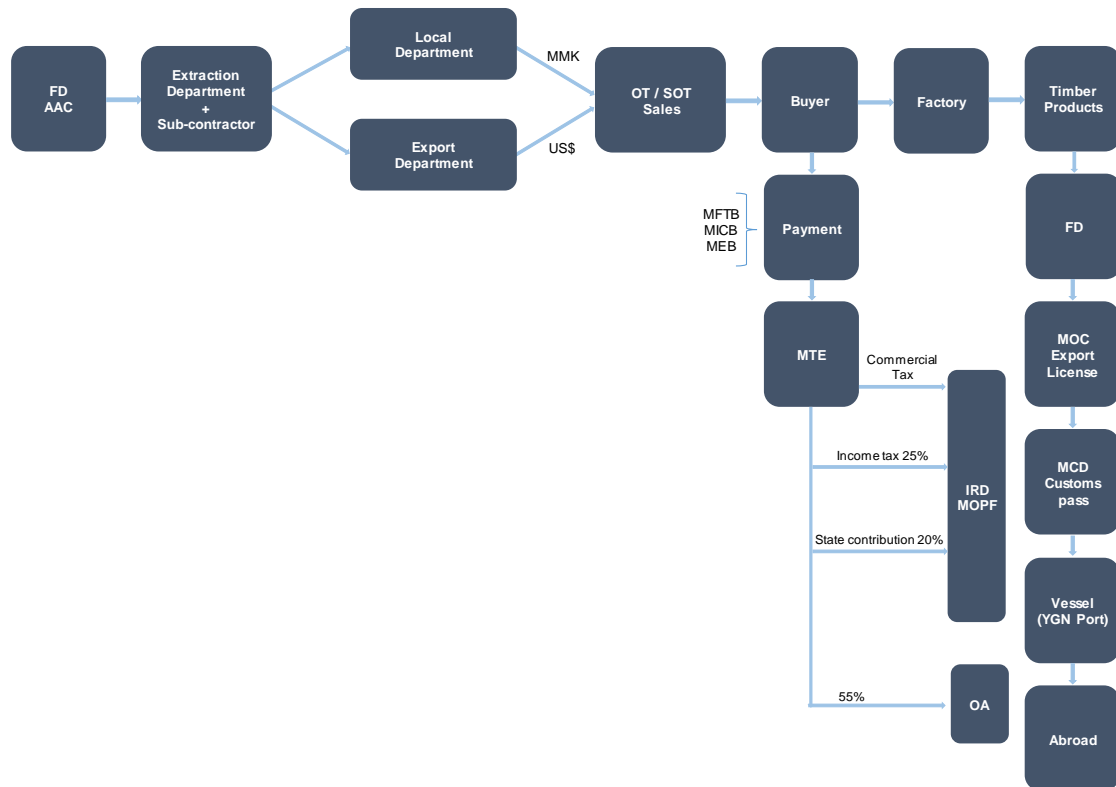 FD
AAC
Extraction
Department
+
Sub-contractor
Local
Department
Export
Department
MMK
US$
OT / SOT
Sales
Buyer
Factory
Timber
Products
MFTB
MICB
MEB
Payment
FD
MTE
Commercial
Tax
MOC
Export
License
Income tax 25%
IRD
MOPF
MCD
Customs
pass
State contribution 20%
Vessel
(YGN Port)
55%
OA
Abroad